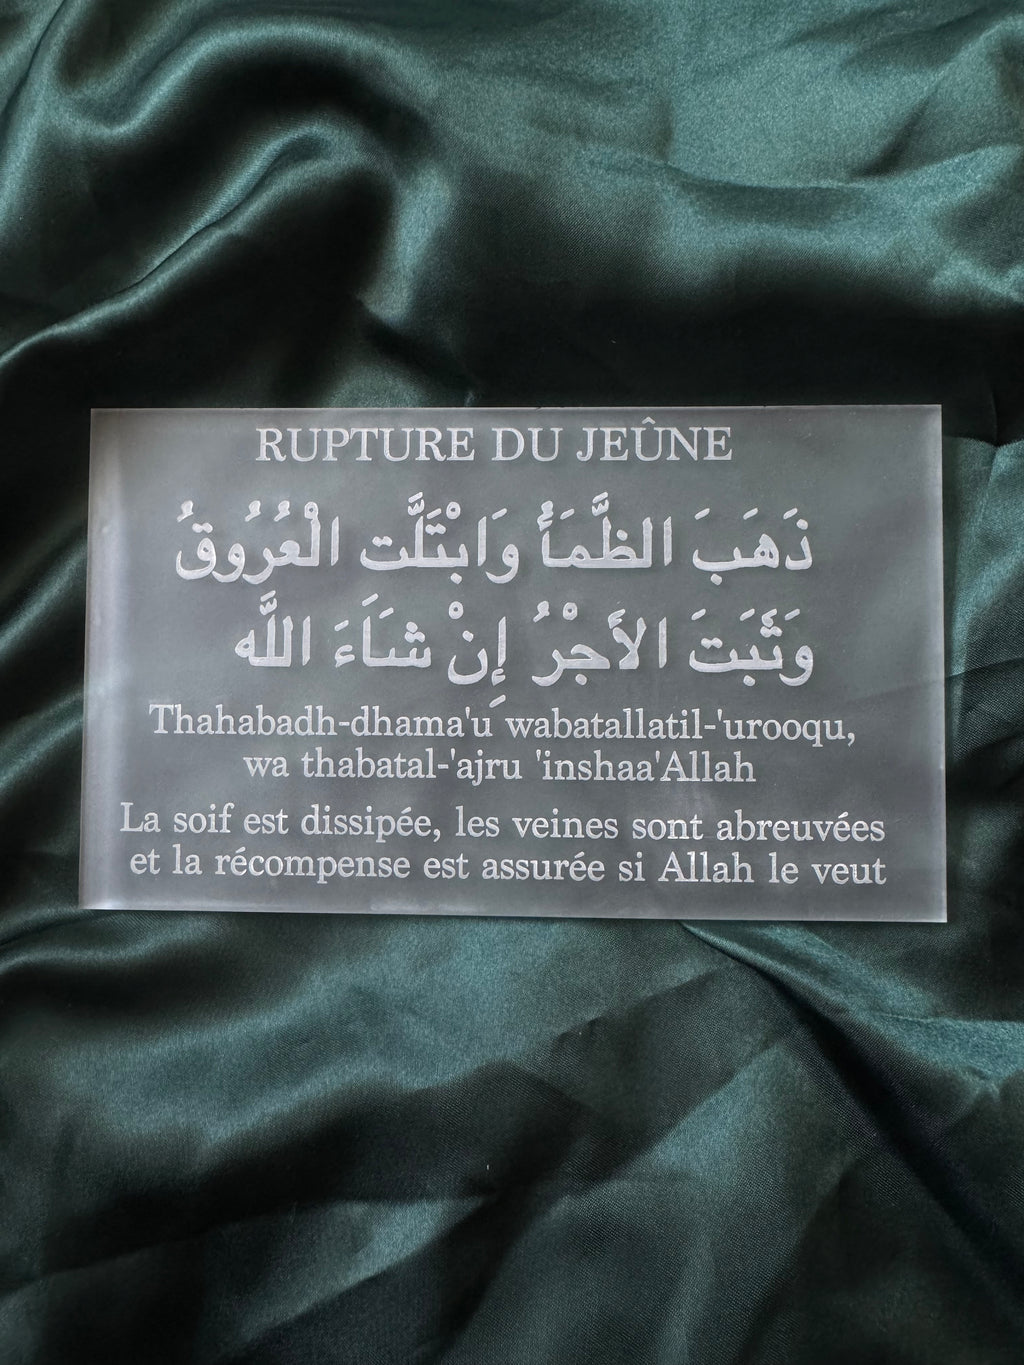 RUPTURE DU JEÛNE
ذَهَبَ الظَّمَأُ وَابْتَلَّت الْعُرُوقُ
وَثَبَتَ الأَجْرُ إِنْ شَاَءَ اللَّه
Thahabadh-dhama'u wabatallatil-'urooqu,
wa thabatal-'ajru 'inshaa'Allah
La soif est dissipée, les veines sont abreuvées
et la récompense est assurée si Allah le veut